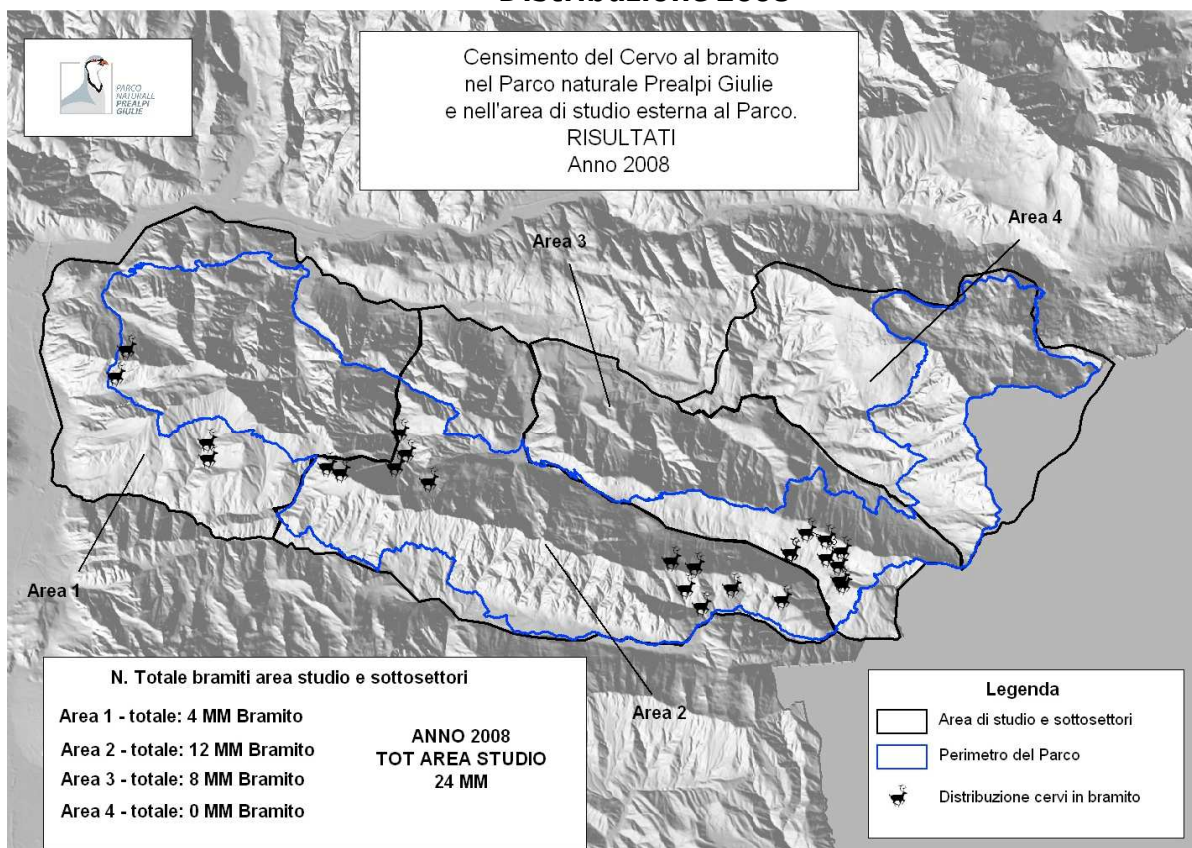 Distribuzione 2008
PARCO
NATURALE
PREALPI
GIULIE
Censimento del Cervo al bramito
nel Parco naturale Prealpi Giulie
e nell'area di studio esterna al Parco.
RISULTATI
Anno 2008
Area 4
Area 3
Area 1
Area 2
N. Totale bramiti area studio e sottosettori
Area 1 - totale: 4 MM Bramito
Area 2 - totale: 12 MM Bramito
Area 3 - totale: 8 MM Bramito
Area 4 - totale: 0 MM Bramito
ANNO 2008
TOT AREA STUDIO
24 MM
Legenda
Area di studio e sottosettori
Perimetro del Parco
Distribuzione cervi in bramito